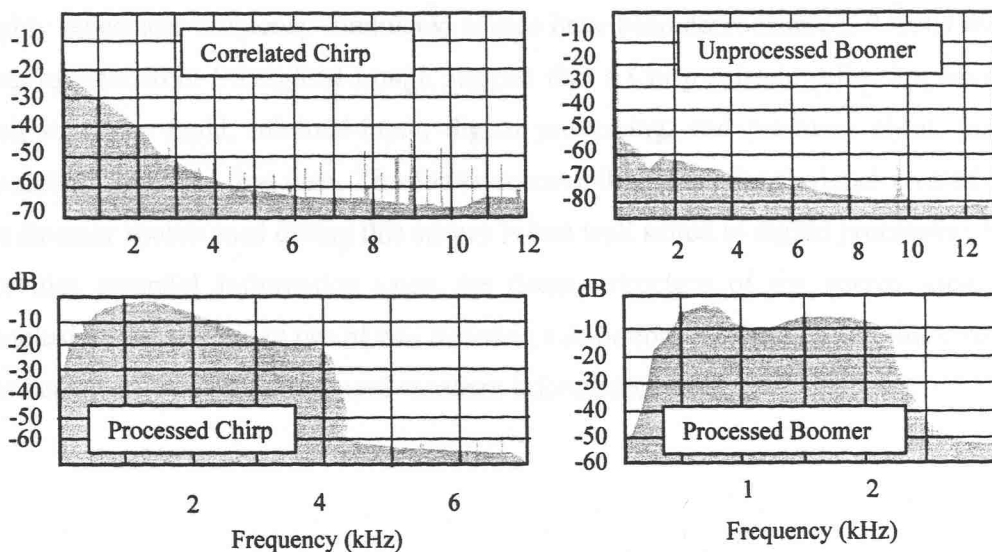 -10
-20
-30
-40
-50
-60
-70
Correlated Chirp
2 4 6 8 10 12
-10
-20
-30
-40
-50
-60
-70
-80
Unprocessed Boomer
2 4 6 8 10 12
dB
-10
-20
-30
-40
-50
-60
Processed Chirp
2 4 6
Frequency (kHz)
dB
-10
-20
-30
-40
-50
-60
Processed Boomer
1 2
Frequency (kHz)